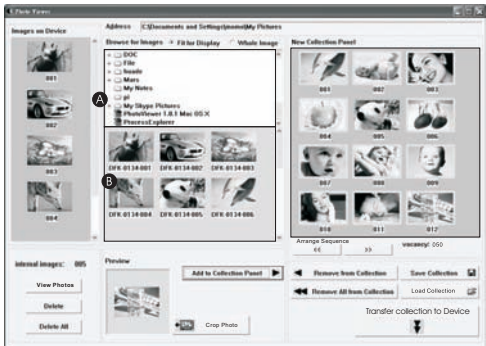 Photo Viewer
Images on Device
001
002
003
004
internal images: 005
View Photos
Delete
Delete All
Address C:\Documents and Settings\momo\My Pictures
Browse for Images Fit for Display Whole Image
A
DOC
File
huode
Mars
My Notes
pi
My Skype Pictures
PhotoViewer 1.0.1 Mac OS X
ProcessExplorer
B
DFK-0134-001 DFK-0134-002 DFK-0134-003
DFK-0134-004 DFK-0134-005 DFK-0134-006
Preview
Add to Collection Panel
Crop Photo
New Collection Panel
001 002 003
004 005 006
007 008 009
010 011 012
Arrange Sequence
<< >>
vacancy: 050
Remove from Collection Save Collection
Remove All from Collection Load Collection
Transfer collection to Device